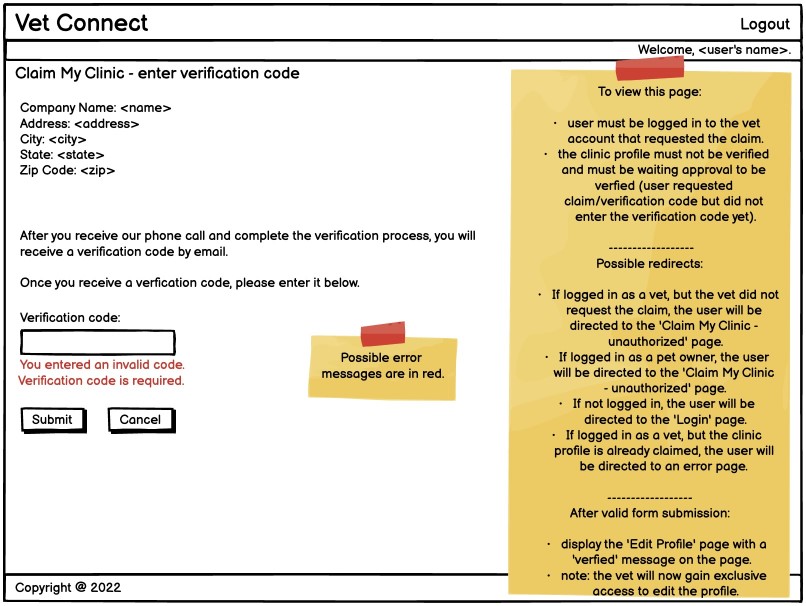 Vet Connect
Logout
Welcome, <user's name>.
Claim My Clinic - enter verification code
Company Name: <name>
Address: <address>
City: <city>
State: <state>
Zip Code: <zip>
After you receive our phone call and complete the verification process, you will
receive a verification code by email.
Once you receive a verfication code, please enter it below.
Verification code:
You entered an invalid code.
Verification code is required.
Submit
Cancel
Possible error
messages are in red.
To view this page:
· user must be logged in to the vet
account that requested the claim.
· the clinic profile must not be verified
and must be waiting approval to be
verfied (user requested
claim/verification code but did not
enter the verification code yet).
------------------
Possible redirects:
· If logged in as a vet, but the vet did not
request the claim, the user will be
directed to the 'Claim My Clinic -
unauthorized' page.
· If logged in as a pet owner, the user
will be directed to the 'Claim My Clinic
- unauthorized' page.
· If not logged in, the user will be
directed to the 'Login' page.
· If logged in as a vet, but the clinic
profile is already claimed, the user will
be directed to an error page.
------------------
After valid form submission:
· display the 'Edit Profile' page with a
'verfied' message on the page.
· note: the vet will now gain exclusive
access to edit the profile.
Copyright @ 2022